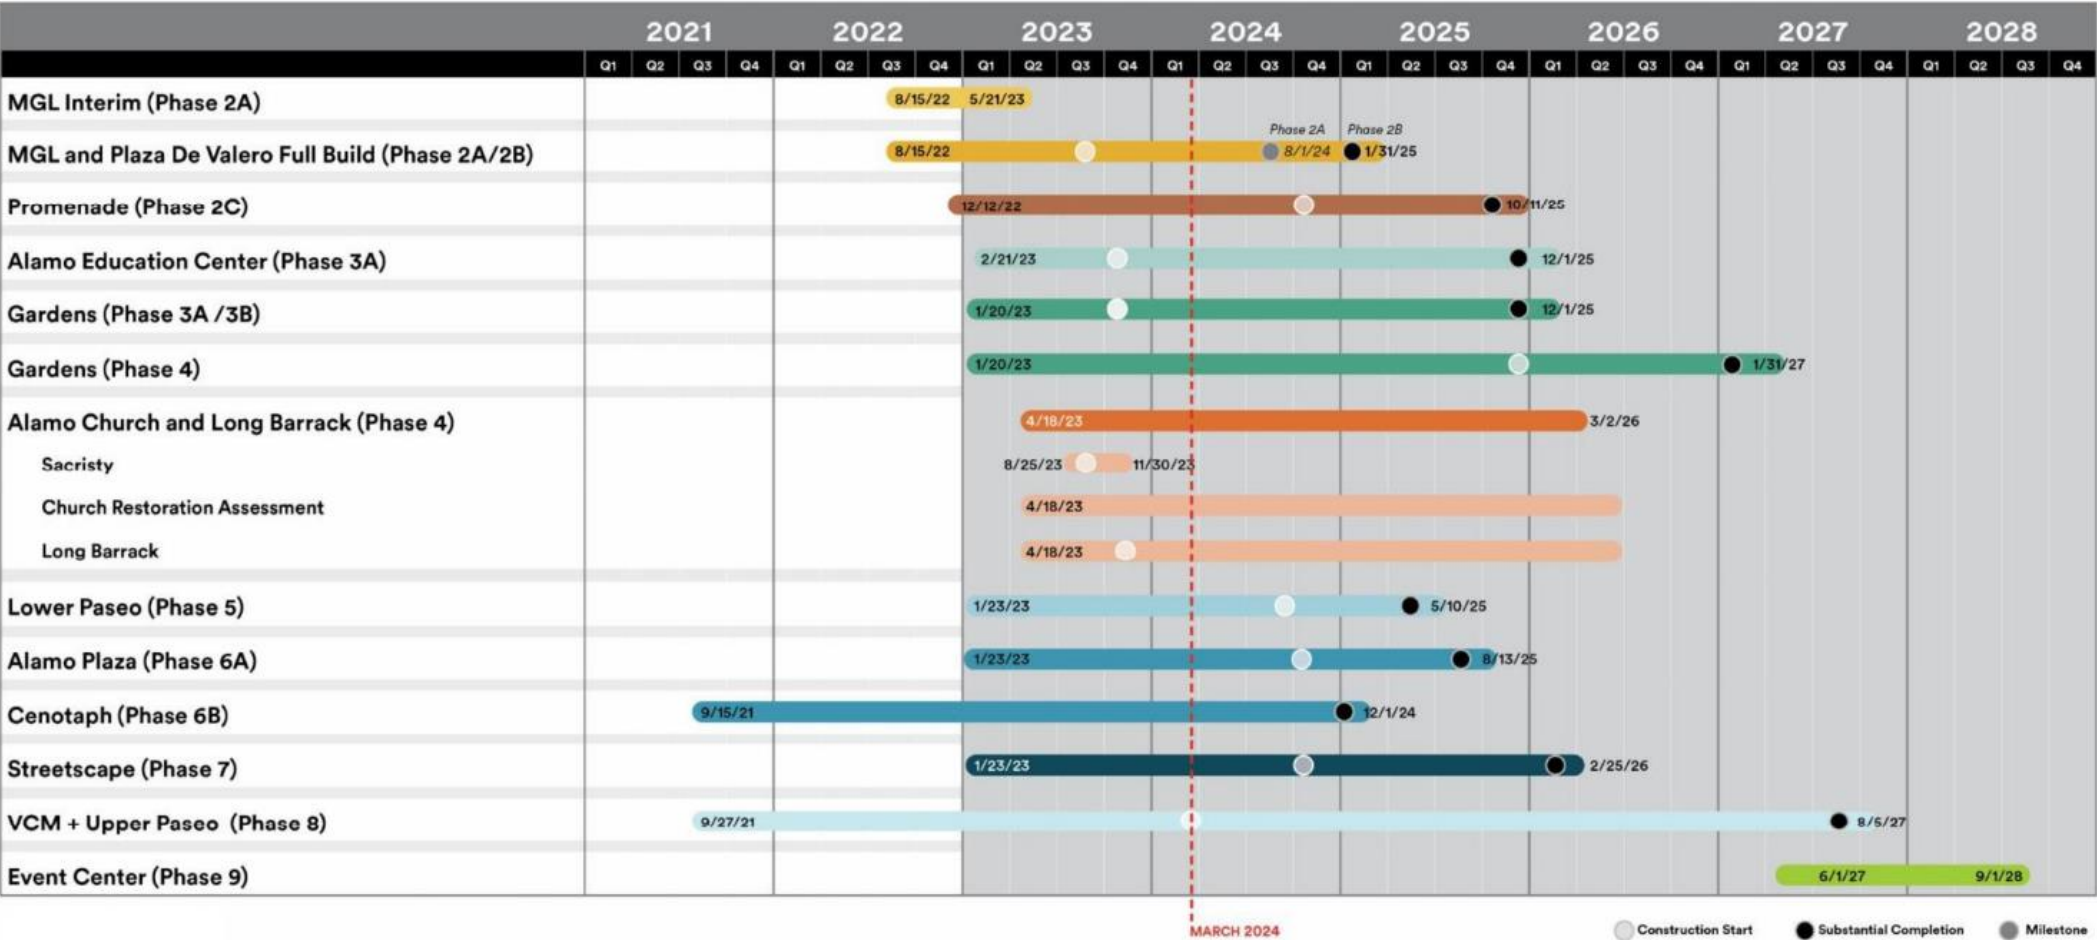 2021 2022 2023 2024 2025 2026 2027 2028
Q1 Q2 Q3 Q4 Q1 Q2 Q3 Q4 Q1 Q2 Q3 Q4 Q1 Q2 Q3 Q4 Q1 Q2 Q3 Q4 Q1 Q2 Q3 Q4 Q1 Q2 Q3 Q4 Q1 Q2 Q3 Q4
MGL Interim (Phase 2A) 8/15/22 5/21/23
Phase 2A Phase 2B
MGL and Plaza De Valero Full Build (Phase 2A/2B) 8/15/22 8/1/24 1/31/25
Promenade (Phase 2C) 12/12/22 10/11/25
Alamo Education Center (Phase 3A) 2/21/23 12/1/25
Gardens (Phase 3A /3B) 1/20/23 12/1/25
Gardens (Phase 4) 1/20/23 1/31/27
Alamo Church and Long Barrack (Phase 4) 4/18/23 3/2/26
Sacristy 8/25/23 11/30/23
Church Restoration Assessment 4/18/23
Long Barrack 4/18/23
Lower Paseo (Phase 5) 1/23/23 5/10/25
Alamo Plaza (Phase 6A) 1/23/23 8/13/25
Cenotaph (Phase 6B) 9/15/21 12/1/24
Streetscape (Phase 7) 1/23/23 2/25/26
VCM + Upper Paseo (Phase 8) 9/27/21 8/5/27
Event Center (Phase 9) 6/1/27 9/1/28
MARCH 2024 Construction Start Substantial Completion Milestone